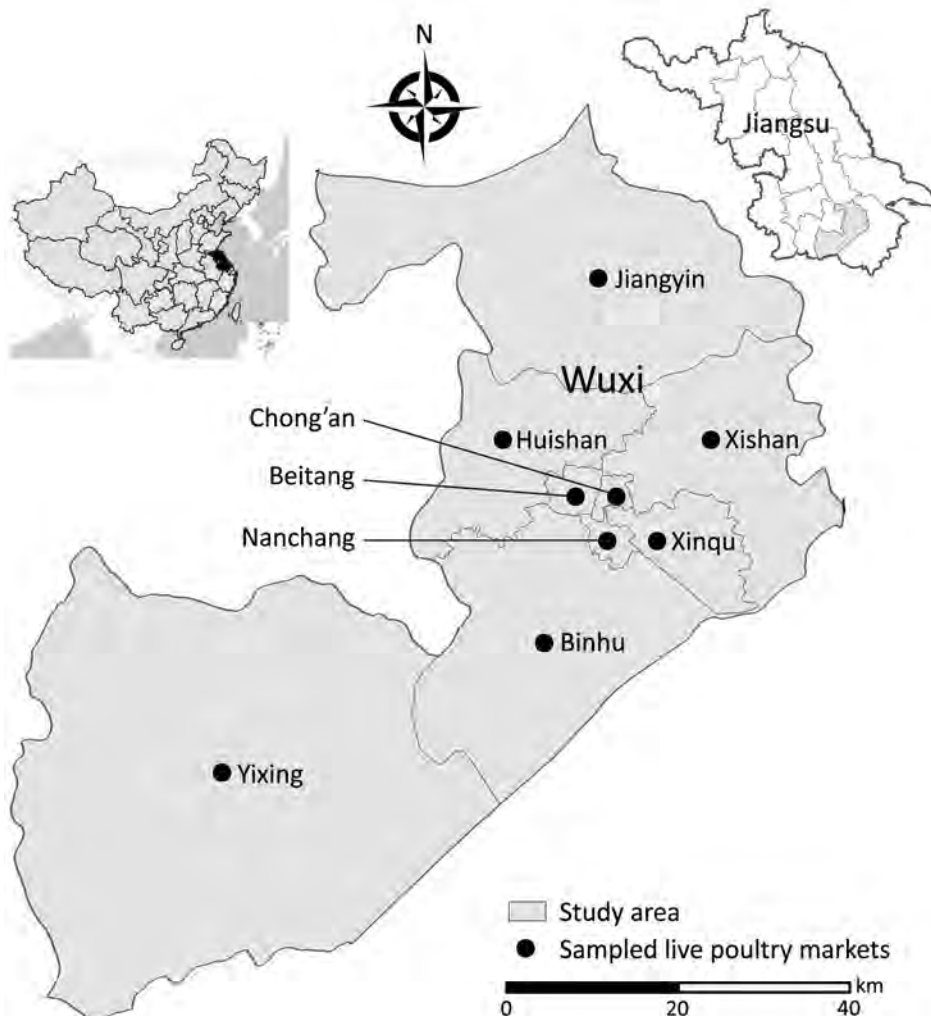 N
Jiangsu
Jiangyin
Wuxi
Chong'an
Huishan
Xishan
Beitang
Nanchang
Xinqu
Binhu
Yixing
Study area
Sampled live poultry markets
km
0 20 40